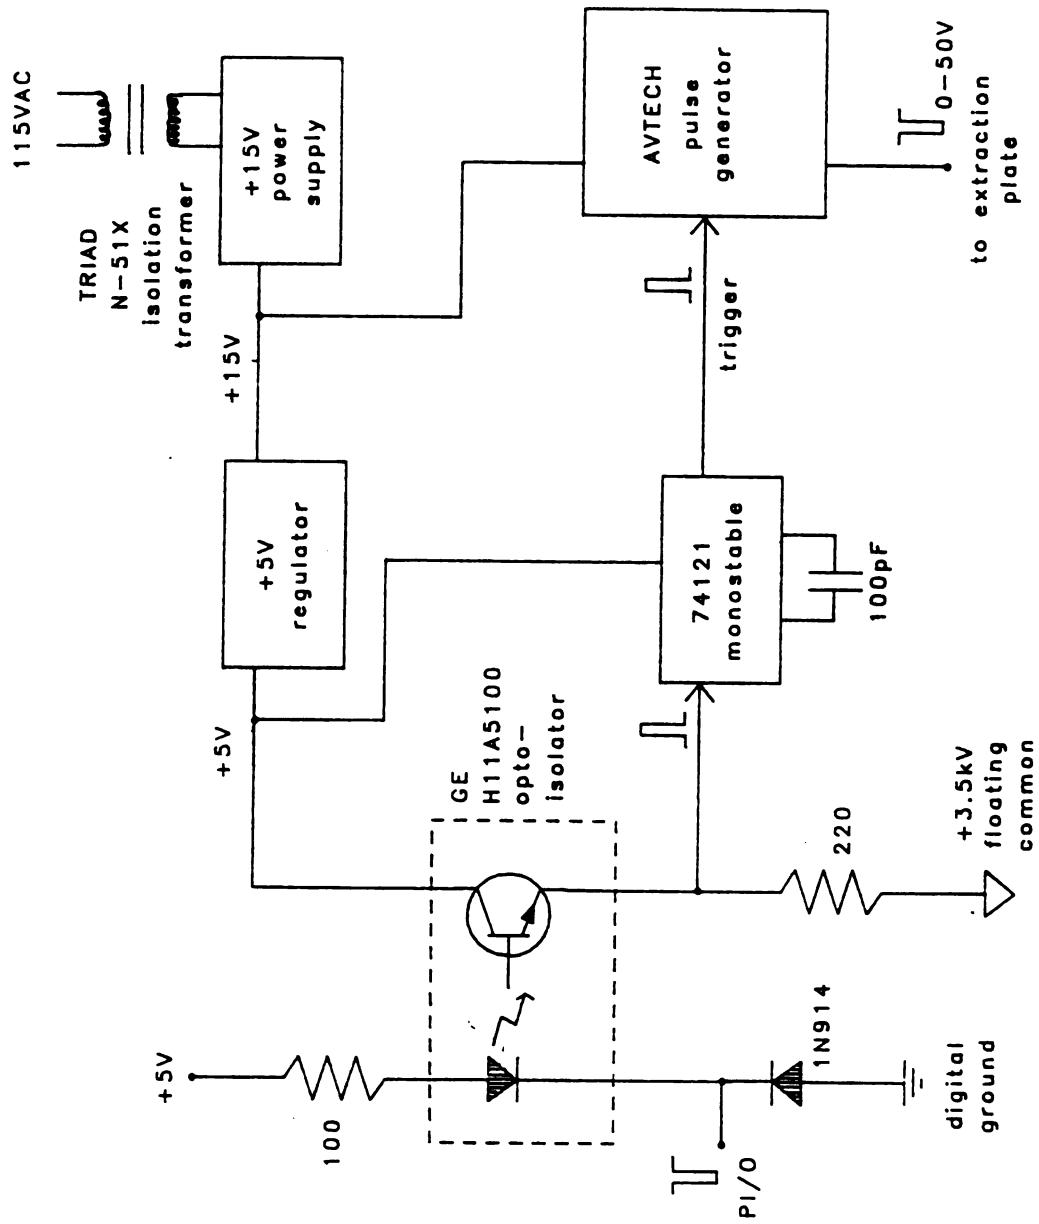 115VAC
TRIAD
N-51X
isolation
transformer
+15V
power
supply
+15V
+5V
regulator
+5V
AVTECH
pulse
generator
0-50V
to extraction
plate
trigger
74121
monostable
100pF
GE
H11A5100
opto-
isolator
220
+3.5kV
floating
common
+5V
100
1N914
digital
ground
PI/O